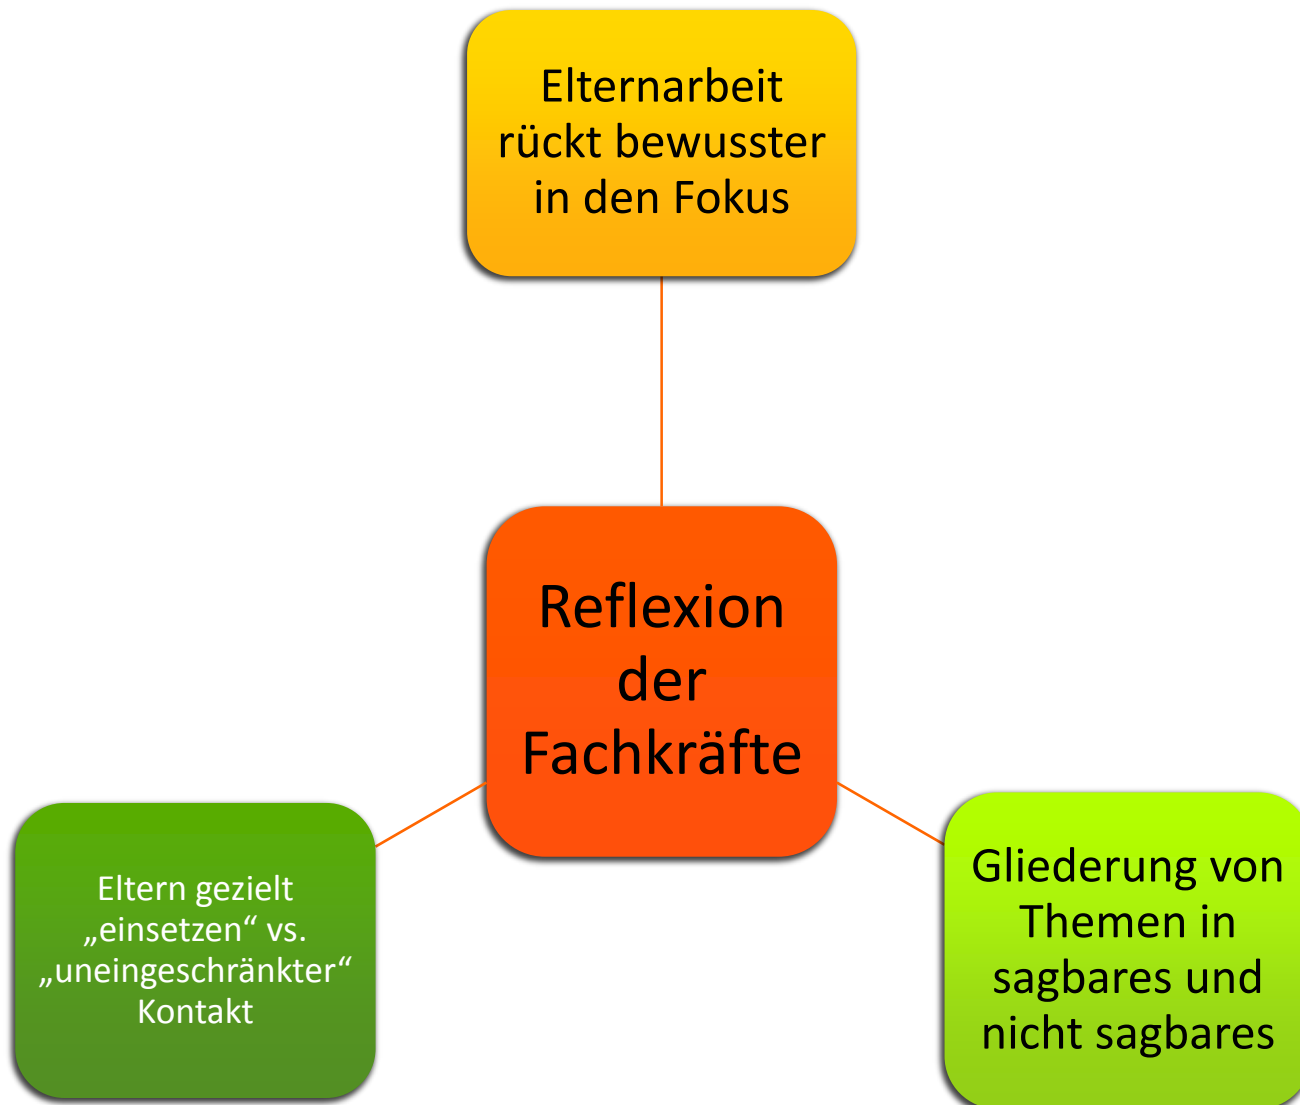 Elternarbeit
rückt bewusster
in den Fokus
Reflexion
der
Fachkräfte
Eltern gezielt
„einsetzen“ vs.
„uneingeschränkter“
Kontakt
Gliederung von
Themen in
sagbares und
nicht sagbares